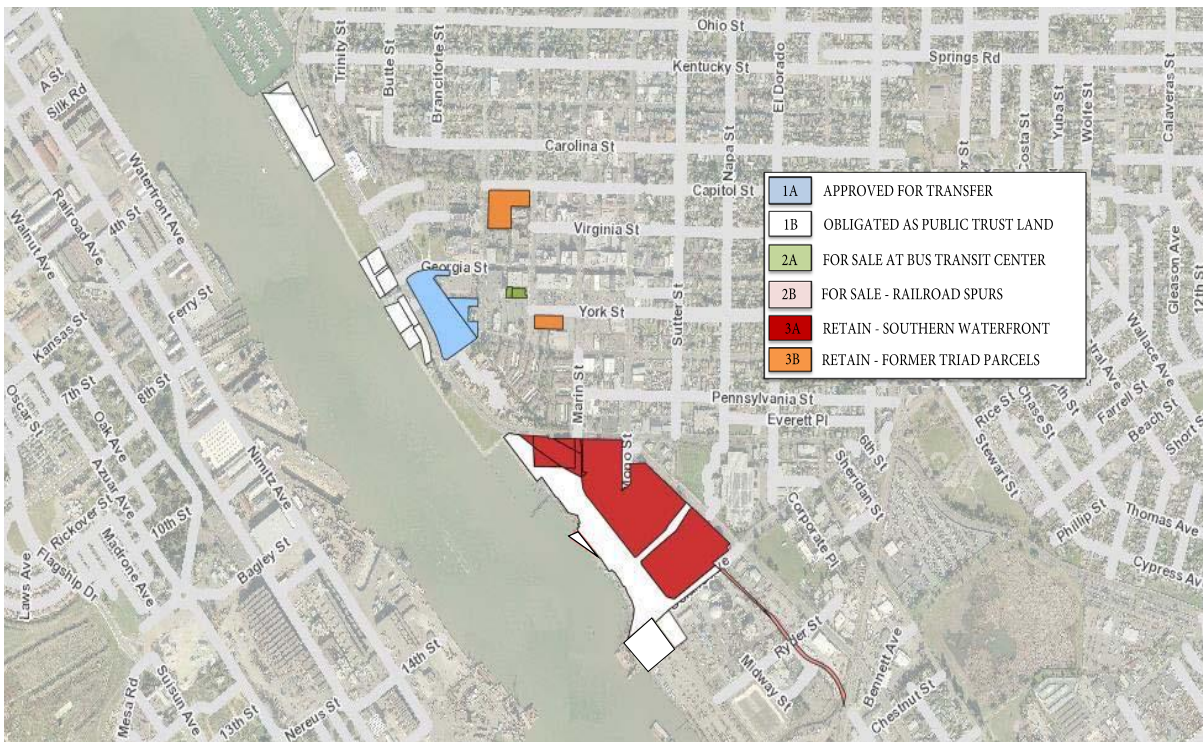 Ohio St
Kentucky St
Springs Rd
Trinity St
Butte St
Branciforte St
El Dorado
Yuba St
Wolfe St
Calaveras St
Costa St
A St
Silk Rd
Waterfront Ave
Carolina St
Napa St
Capitol St
Railroad Ave
4th St
Walnut Ave
Virginia St
Georgia St
York St
Sutter St
Ferry St
Kansas St
Gleason Ave
17th St
1A APPROVED FOR TRANSFER
1B OBLIGATED AS PUBLIC TRUST LAND
2A FOR SALE AT BUS TRANSIT CENTER
2B FOR SALE - RAILROAD SPURS
3A RETAIN - SOUTHERN WATERFRONT
3B RETAIN - FORMER TRIAD PARCELS
Wallace Ave
Farrell St
Beach St
Short
Chase St
Rice St
Stewart St
7th St
8th St
Oscar St
Oak Ave
Azuar Ave
Marin St
Pennsylvania St
Everett Pl
6th St
Sheridan St
Corporate Pl
Nimitz Ave
10th St
Rickover St
Flagship Dr
Madrone Ave
Bagley St
Laws Ave
Phillip St
Thomas Ave
Cypress Av
14th St
Ryder St
Midway St
Bennett Ave
Chestnut St
Mesa Rd
Suisun Ave
13th St
Nereus St